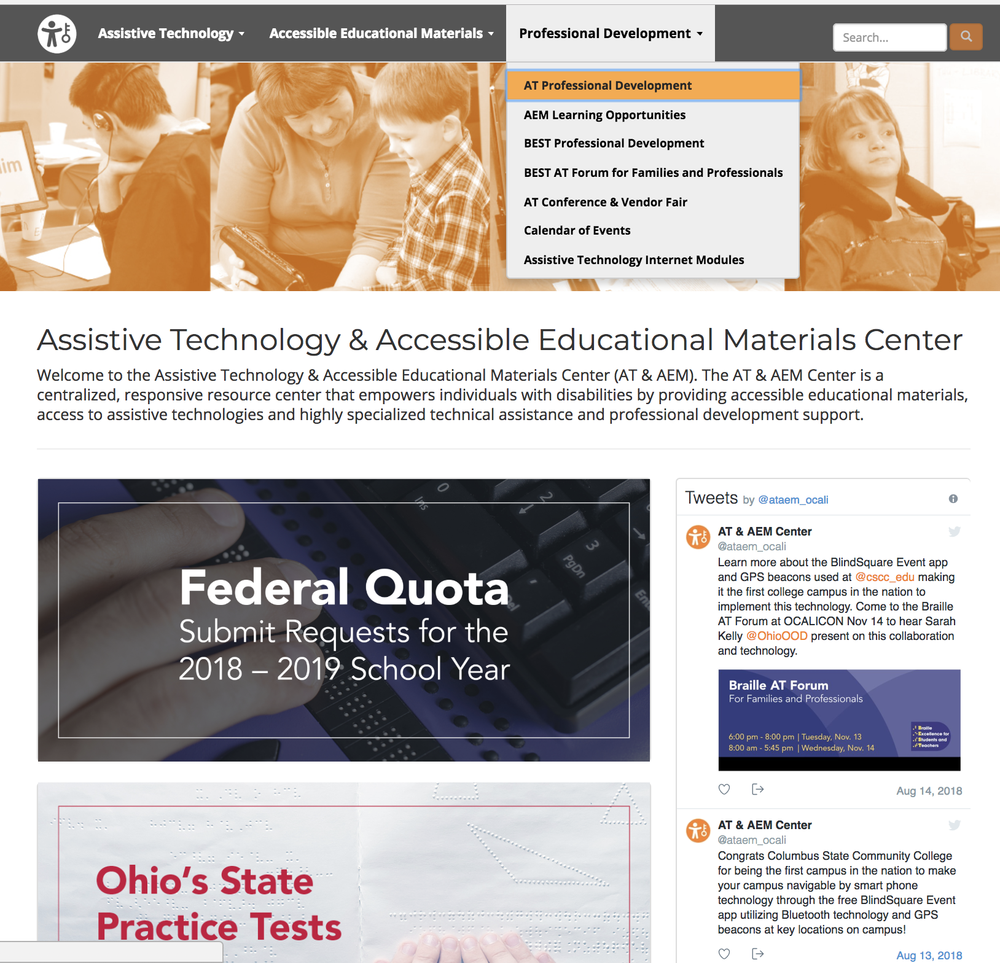 Assistive Technology
Accessible Educational Materials
Professional Development
Search...
AT Professional Development
AEM Learning Opportunities
BEST Professional Development
BEST AT Forum for Families and Professionals
AT Conference & Vendor Fair
Calendar of Events
Assistive Technology Internet Modules
im
Assistive Technology & Accessible Educational Materials Center
Welcome to the Assistive Technology & Accessible Educational Materials Center (AT & AEM). The AT & AEM Center is a
centralized, responsive resource center that empowers individuals with disabilities by providing accessible educational materials,
access to assistive technologies and highly specialized technical assistance and professional development support.
0
Ins
2
3
PgDn
Federal Quota
Submit Requests for the
2018 – 2019 School Year
Ohio's State
Practice Tests
Tweets by @ataem_ocali
AT & AEM Center
@ataem_ocali
Learn more about the BlindSquare Event app
and GPS beacons used at @cscc_edu making
it the first college campus in the nation to
implement this technology. Come to the Braille
AT Forum at OCALICON Nov 14 to hear Sarah
Kelly @OhioOOD present on this collaboration
and technology.
Braille AT Forum
For Families and Professionals
6:00 pm - 8:00 pm | Tuesday, Nov. 13
8:00 am - 5:45 pm | Wednesday, Nov. 14
Braille
Excellence for
Students and
Teachers
Aug 14, 2018
AT & AEM Center
@ataem_ocali
Congrats Columbus State Community College
for being the first campus in the nation to make
your campus navigable by smart phone
technology through the free BlindSquare Event
app utilizing Bluetooth technology and GPS
beacons at key locations on campus!
Aug 13, 2018